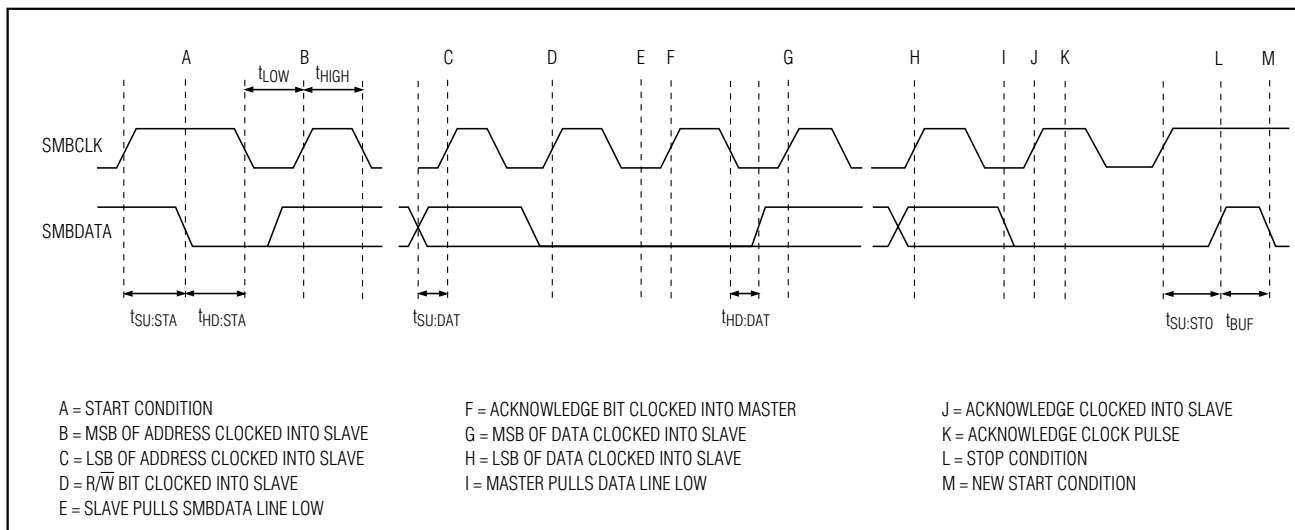 A B C D E F G H I J K L M
tLOW tHIGH
SMBCLK
SMBDATA
tSU:STA tHD:STA tSU:DAT tHD:DAT tSU:STO tBUF
A = START CONDITION
B = MSB OF ADDRESS CLOCKED INTO SLAVE
C = LSB OF ADDRESS CLOCKED INTO SLAVE
D = R/W̅ BIT CLOCKED INTO SLAVE
E = SLAVE PULLS SMBDATA LINE LOW
F = ACKNOWLEDGE BIT CLOCKED INTO MASTER
G = MSB OF DATA CLOCKED INTO SLAVE
H = LSB OF DATA CLOCKED INTO SLAVE
I = MASTER PULLS DATA LINE LOW
J = ACKNOWLEDGE CLOCKED INTO SLAVE
K = ACKNOWLEDGE CLOCK PULSE
L = STOP CONDITION
M = NEW START CONDITION